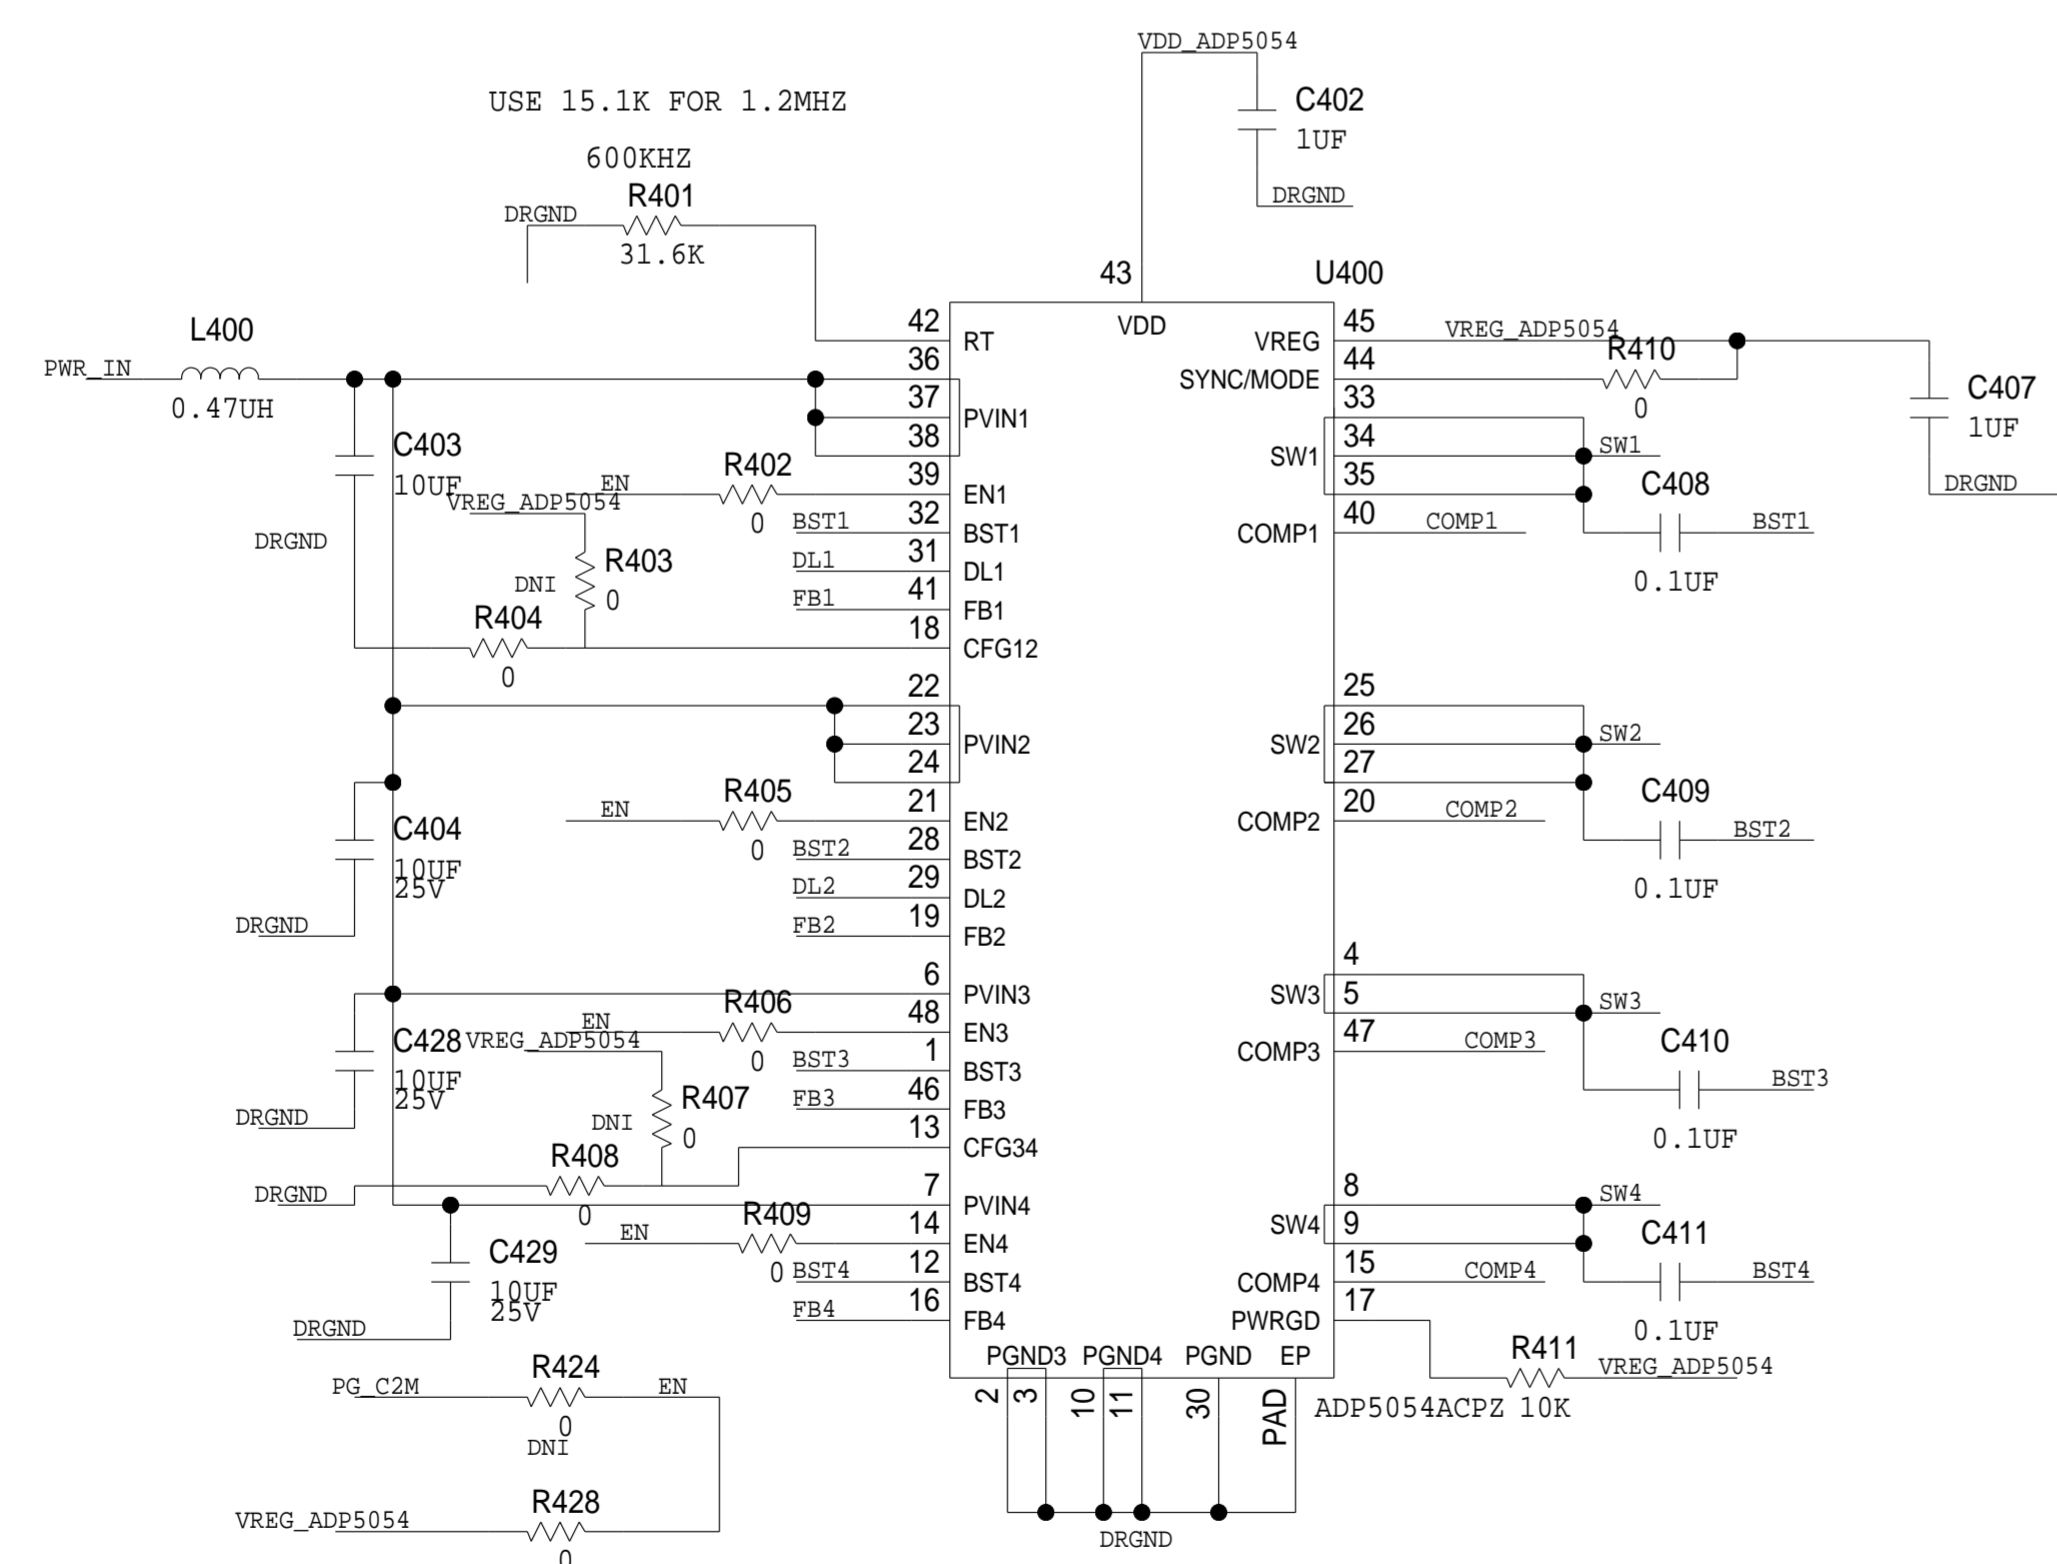 VDD_ADP5054
C402
1UF
DRGND
USE 15.1K FOR 1.2MHZ
600KHZ
R401
DRGND
31.6K
43
U400
VDD
L400
PWR_IN
0.47UH
42
RT
36
37
PVIN1
38
C403
10UF
DRGND
EN
R402
0
39
EN1
VREG_ADP5054
BST1
32
BST1
R403
DNI
0
DL1
31
DL1
FB1
41
FB1
R404
0
18
CFG12
22
23
PVIN2
24
C404
10UF
25V
DRGND
EN
R405
0
21
EN2
BST2
28
BST2
DL2
29
DL2
FB2
19
FB2
6
PVIN3
C428
10UF
25V
DRGND
EN
R406
0
48
EN3
VREG_ADP5054
BST3
1
BST3
R407
DNI
0
FB3
46
FB3
13
CFG34
R408
DRGND
0
7
PVIN4
EN
R409
0
14
EN4
C429
10UF
25V
DRGND
BST4
12
BST4
FB4
16
FB4
45
VREG
VREG_ADP5054
44
SYNC/MODE
R410
0
C407
1UF
DRGND
33
34
SW1
SW1
35
C408
BST1
0.1UF
40
COMP1
COMP1
25
26
SW2
SW2
27
C409
BST2
0.1UF
20
COMP2
COMP2
4
SW3
5
SW3
47
COMP3
COMP3
C410
BST3
0.1UF
8
SW4
SW4
9
C411
BST4
0.1UF
15
COMP4
COMP4
17
PWRGD
R411
VREG_ADP5054
ADP5054ACPZ 10K
PGND3 PGND4 PGND EP
2 3 10 11 30 PAD
DRGND
PG_C2M
R424
EN
0
DNI
VREG_ADP5054
R428
0